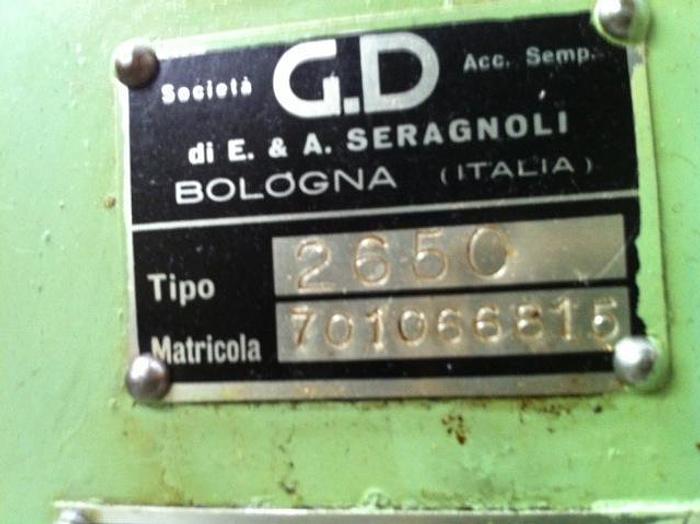 Società G.D Acc. Semp.
di E. & A. SERAGNOLI
BOLOGNA (ITALIA)
Tipo 2650
Matricola 701066815